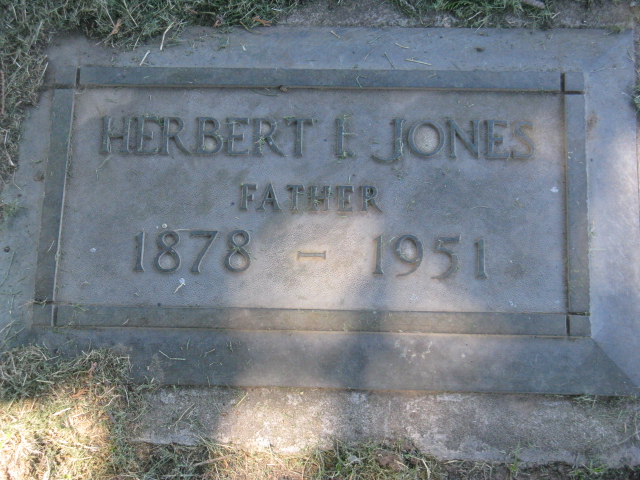 HERBERT F. JONES
FATHER
1878 – 1951